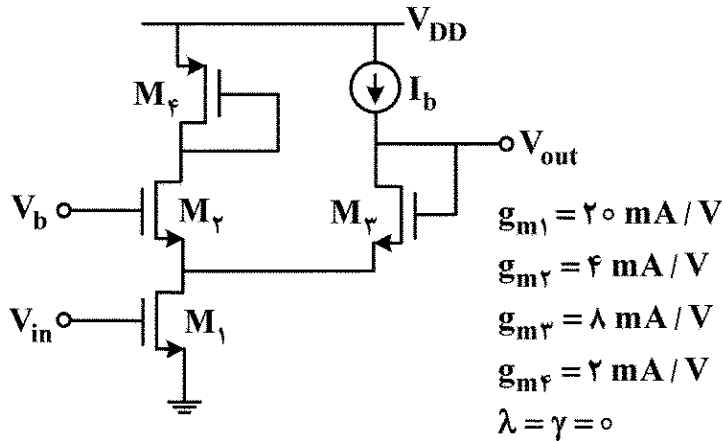 V_DD
M_۴
I_b
V_out
V_b
M_۲
M_۳
V_in
M_۱
g_m۱ = ۲۰ mA / V
g_m۲ = ۴ mA / V
g_m۳ = ۸ mA / V
g_m۴ = ۲ mA / V
λ = γ = ۰